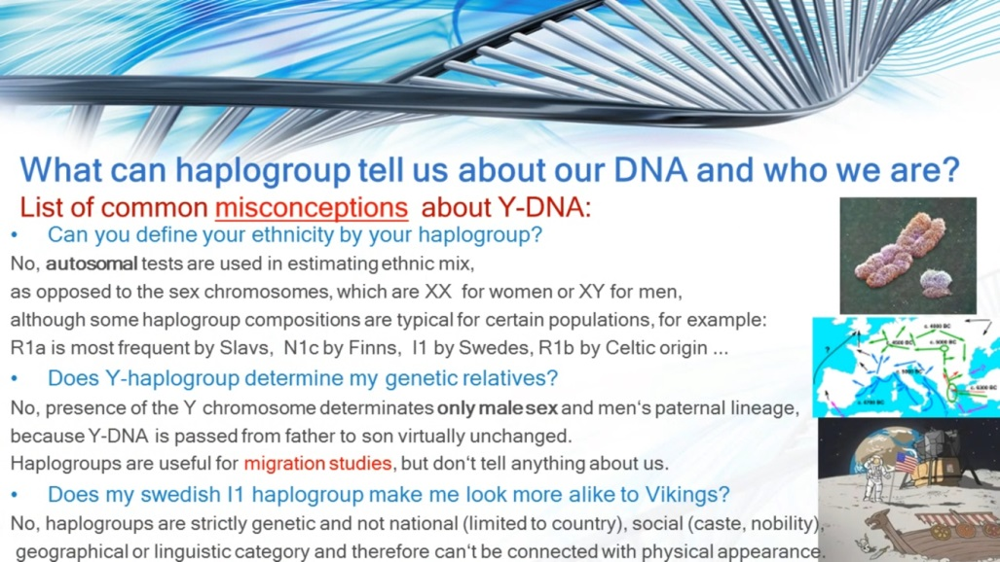 What can haplogroup tell us about our DNA and who we are?
List of common misconceptions about Y-DNA:
• Can you define your ethnicity by your haplogroup?
No, autosomal tests are used in estimating ethnic mix,
as opposed to the sex chromosomes, which are XX for women or XY for men,
although some haplogroup compositions are typical for certain populations, for example:
R1a is most frequent by Slavs, N1c by Finns, I1 by Swedes, R1b by Celtic origin ...
• Does Y-haplogroup determine my genetic relatives?
No, presence of the Y chromosome determinates only male sex and men's paternal lineage,
because Y-DNA is passed from father to son virtually unchanged.
Haplogroups are useful for migration studies, but don't tell anything about us.
• Does my swedish I1 haplogroup make me look more alike to Vikings?
No, haplogroups are strictly genetic and not national (limited to country), social (caste, nobility),
geographical or linguistic category and therefore can't be connected with physical appearance.
?